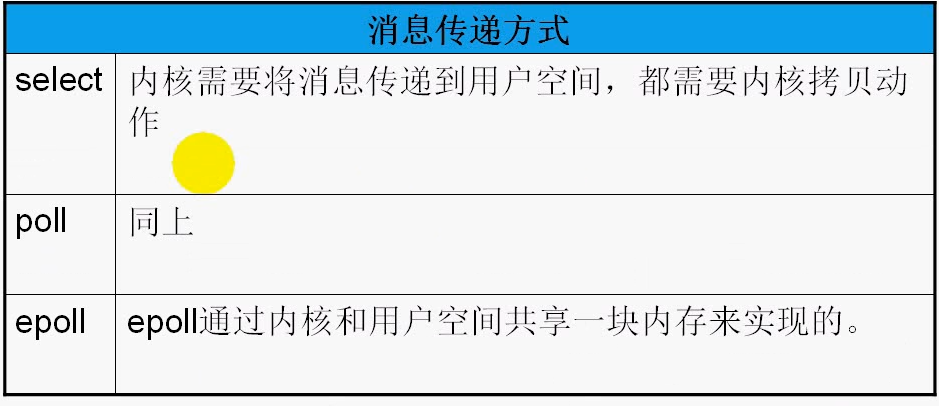 消息传递方式
select 内核需要将消息传递到用户空间，都需要内核拷贝动
作
poll 同上
epoll epoll通过内核和用户空间共享一块内存来实现的。